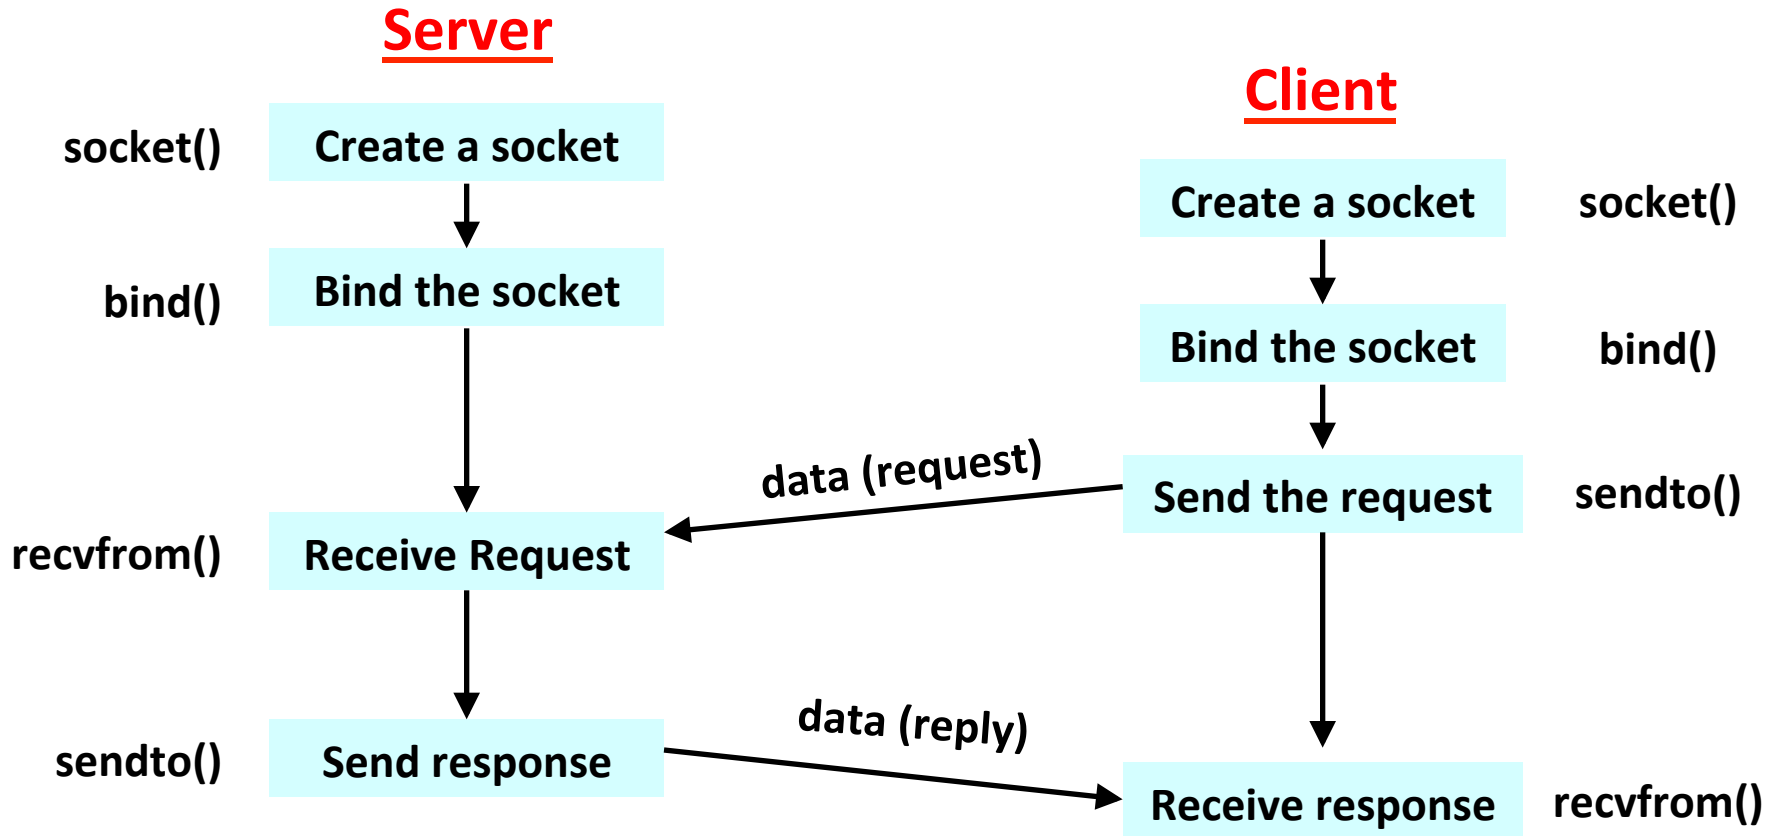 Server
socket()
Create a socket
bind()
Bind the socket
recvfrom()
Receive Request
sendto()
Send response
data (request)
data (reply)
Client
Create a socket
socket()
Bind the socket
bind()
Send the request
sendto()
Receive response
recvfrom()